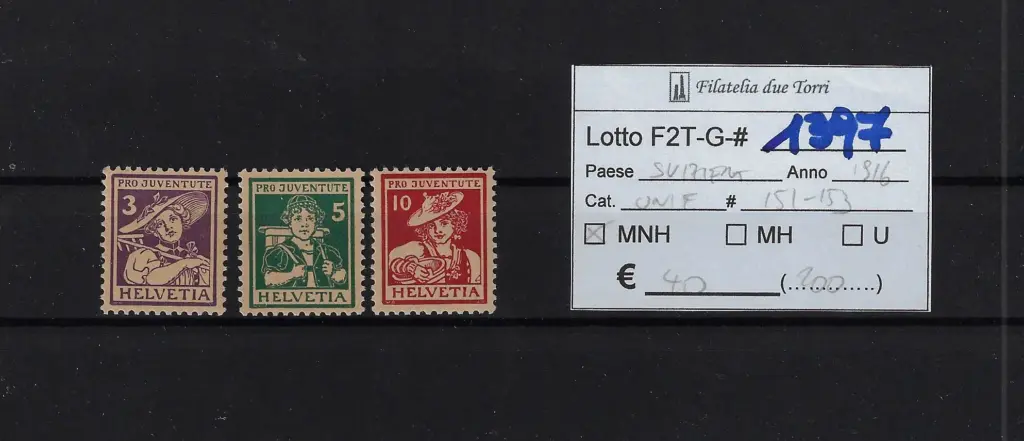 PRO JUVENTUTE
3
HELVETIA
PRO JUVENTUTE
5
HELVETIA
PRO JUVENTUTE
10
HELVETIA
Filatelia due Torri
Lotto F2T-G-# 1397
Paese Anno 1916
Cat. UNIF # 151-153
MNH MH U
€ 40 (...200.....)